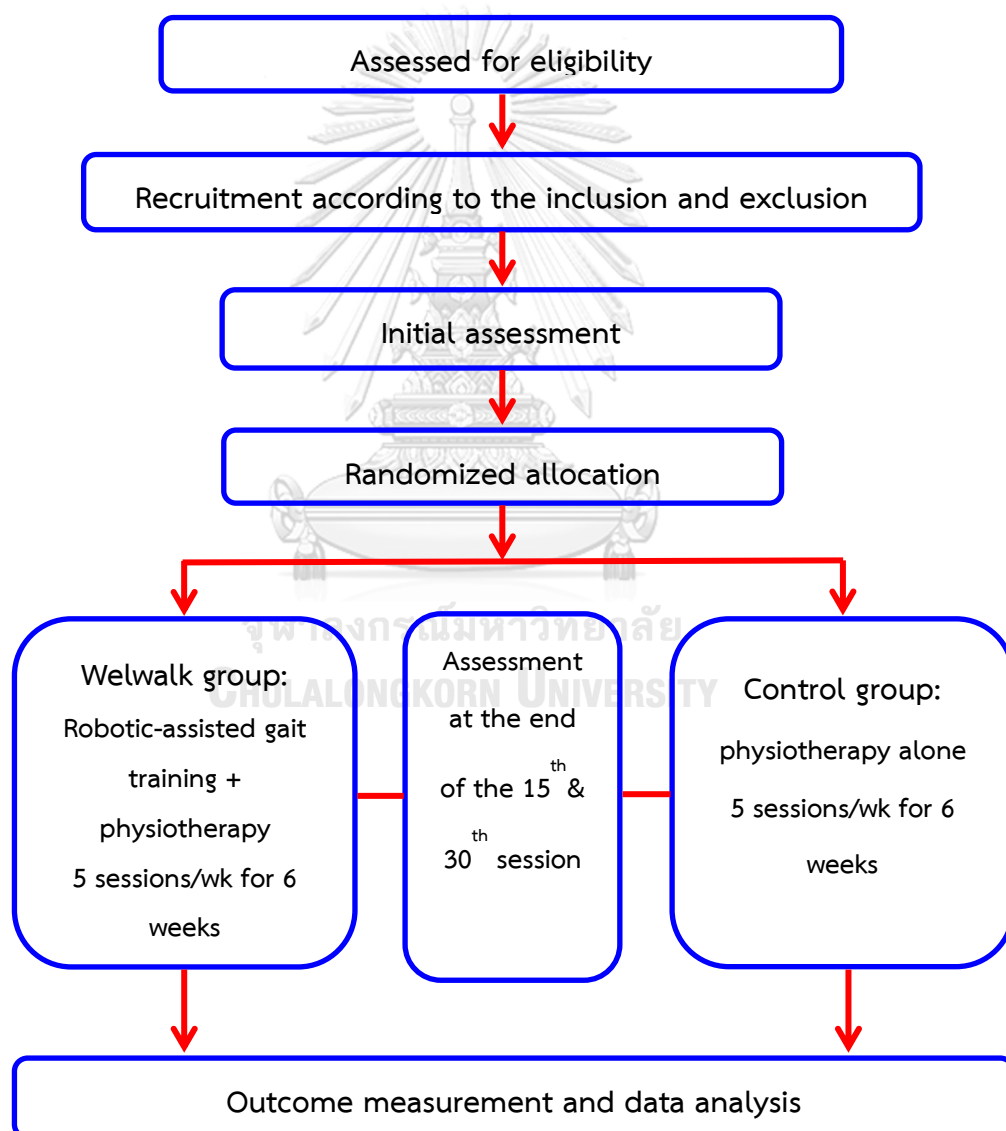 Assessed for eligibility
Recruitment according to the inclusion and exclusion
Initial assessment
Randomized allocation
จุฬาลงกรณ์มหาวิทยาลัย
CHULALONGKORN UNIVERSITY
Welwalk group:
Robotic-assisted gait
training +
physiotherapy
5 sessions/wk for 6
weeks
Assessment
at the end
of the 15th &
30th session
Control group:
physiotherapy alone
5 sessions/wk for 6
weeks
Outcome measurement and data analysis